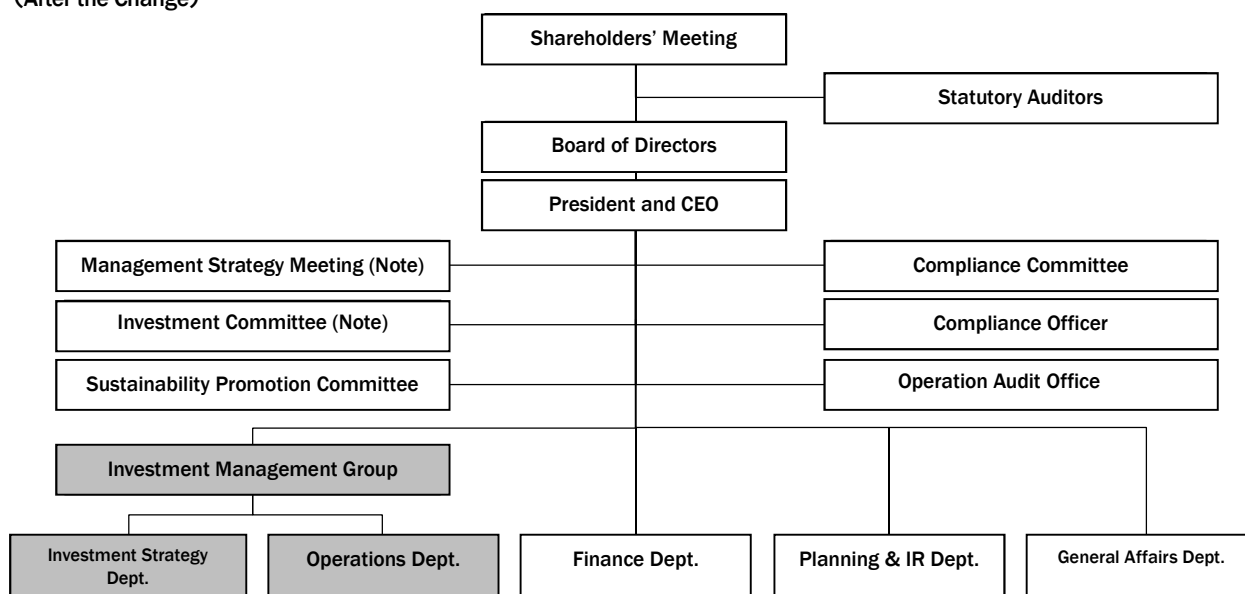 (After the Change)
Shareholders' Meeting
Statutory Auditors
Board of Directors
President and CEO
Management Strategy Meeting (Note)
Compliance Committee
Investment Committee (Note)
Compliance Officer
Sustainability Promotion Committee
Operation Audit Office
Investment Management Group
Investment Strategy
Dept.
Operations Dept.
Finance Dept.
Planning & IR Dept.
General Affairs Dept.